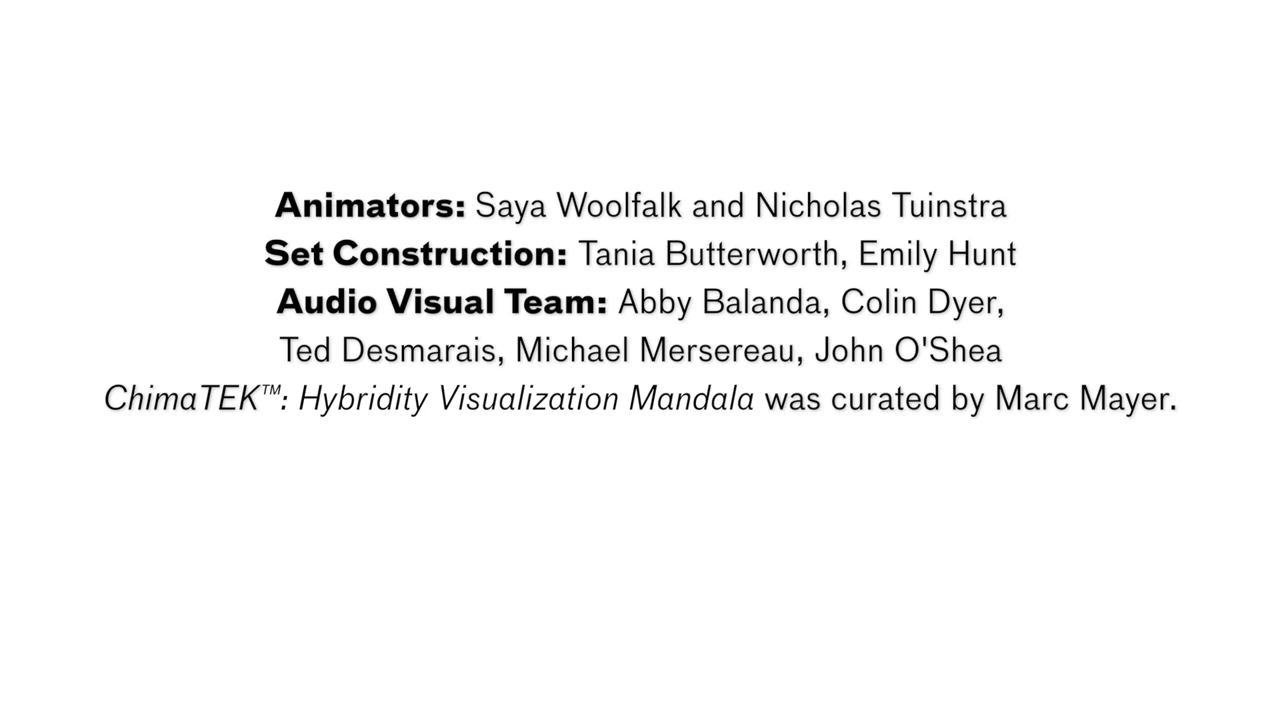 Animators: Saya Woolfalk and Nicholas Tuinstra
Set Construction: Tania Butterworth, Emily Hunt
Audio Visual Team: Abby Balanda, Colin Dyer,
Ted Desmarais, Michael Mersereau, John O'Shea
ChimaTEK™: Hybridity Visualization Mandala was curated by Marc Mayer.